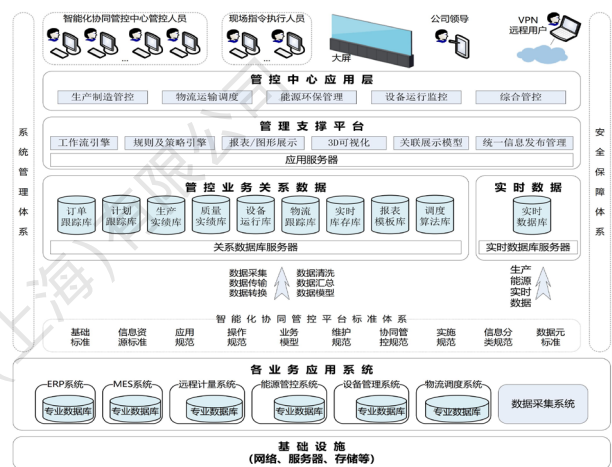 智能化协同管控中心管控人员
现场指令执行人员
大屏
公司领导
VPN
远程用户
...
...
管控中心应用层
生产制造管控 物流运输调度 能源环保管理 设备运行监控 综合管控
管理支撑平台
工作流引擎 规则及策略引擎 报表/图形展示 3D可视化 关联展示模型 统一信息发布管理
应用服务器
系统管理体系
安全保障体系
管控业务关系数据
订单跟踪库 计划跟踪库 生产实绩库 质量实绩库 设备运行库 物流跟踪库 实时库存库 报表模板库 调度算法库
关系数据库服务器
实时数据
实时数据库
实时数据库服务器
数据采集 数据清洗
数据传输 数据汇总
数据转换 数据模型
生产
能源
实时
数据
智能化协同管控平台标准体系
基础标准 信息资源标准 应用规范 操作规范 业务模型 维护规范 协同管控规范 实施规范 信息分类规范 数据元标准
各业务应用系统
ERP系统 MES系统 远程计量系统 能源管控系统 设备管理系统 物流调度系统
专业数据库 专业数据库 专业数据库 专业数据库 专业数据库 专业数据库
数据采集系统
基础设施
(网络、服务器、存储等)
(上海)有限公司